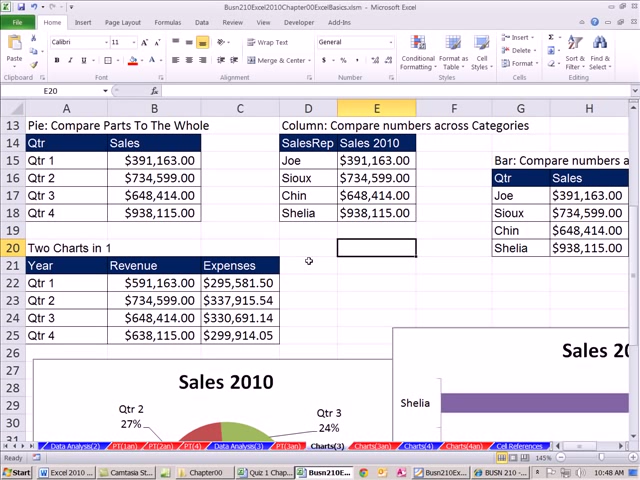 Busn210Excel2010Chapter00ExcelBasics.xlsm - Microsoft Excel
File Home Insert Page Layout Formulas Data Review View Add-Ins Developer
Paste
Calibri 11
B I U
Wrap Text
Merge & Center
General
Conditional Formatting
Format as Table
Cell Styles
Insert
Delete
Format
Sort & Filter
Find & Select
Clipboard Font Alignment Number Styles Cells Editing
E20
A B C D E F G H
13 Pie: Compare Parts To The Whole Column: Compare numbers across Categories
14 Qtr Sales SalesRep Sales 2010
15 Qtr 1 $391,163.00 Joe $391,163.00 Bar: Compare numbers a
16 Qtr 2 $734,599.00 Sioux $734,599.00 Qtr Sales
17 Qtr 3 $648,414.00 Chin $648,414.00 Joe $391,163.00
18 Qtr 4 $938,115.00 Shelia $938,115.00 Sioux $734,599.00
19 Chin $648,414.00
20 Two Charts in 1 Shelia $938,115.00
21 Year Revenue Expenses
22 Qtr 1 $591,163.00 $295,581.50
23 Qtr 2 $734,599.00 $337,915.54
24 Qtr 3 $648,414.00 $330,691.14
25 Qtr 4 $638,115.00 $299,914.05
26
27
28
29
30
31
Sales 2010
Qtr 2
27%
Qtr 3
24%
Sales 20
Shelia
Data Analysis(2) PT(1an) PT(2an) PT(4) Data Analysis(3) PT(3an) Charts(3) Charts(3an) Charts(4) Charts(4an) Cell References
Ready 145%
Start Excel 2010 Camtasia St... Chapter00 Quiz 1 Chap... Busn210E... Busn210Ex... BUSN 210 -... 10:48 AM